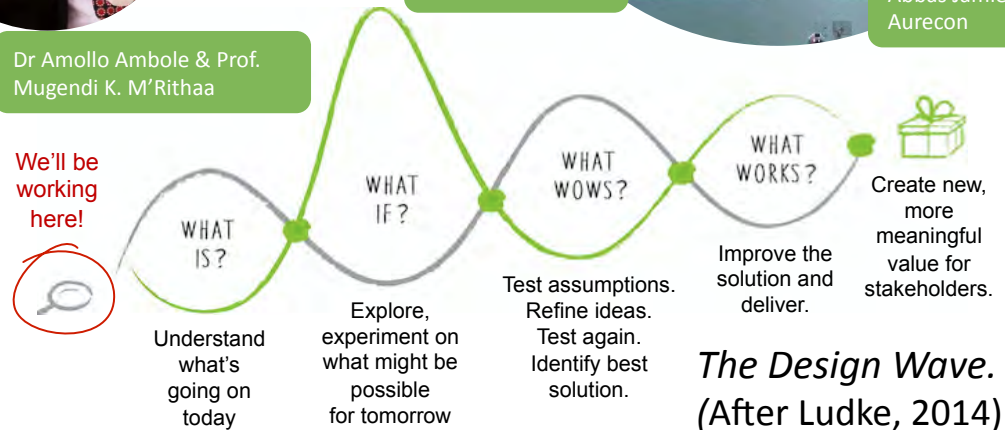 Aurecon
Dr Amollo Ambole & Prof.
Mugendi K. M’Rithaa
We’ll be
working
here!
WHAT
IS?
WHAT
IF?
WHAT
WOWS?
WHAT
WORKS?
Understand
what’s
going on
today
Explore,
experiment on
what might be
possible
for tomorrow
Test assumptions.
Refine ideas.
Test again.
Identify best
solution.
Improve the
solution and
deliver.
Create new,
more
meaningful
value for
stakeholders.
The Design Wave.
(After Ludke, 2014)